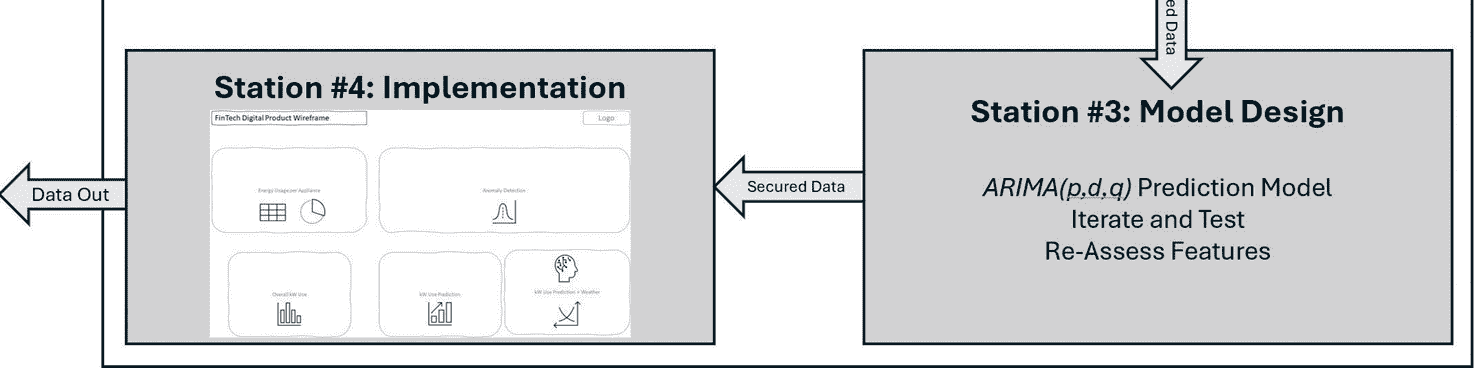 ed Data
Station #4: Implementation
FinTech Digital Product Wireframe
Logo
Energy Usage per Appliance
Anomaly Detection
Overall kW Use
kW Use Prediction
kW Use Prediction + Weather
Data Out
Secured Data
Station #3: Model Design
ARIMA(p,d,q) Prediction Model
Iterate and Test
Re-Assess Features